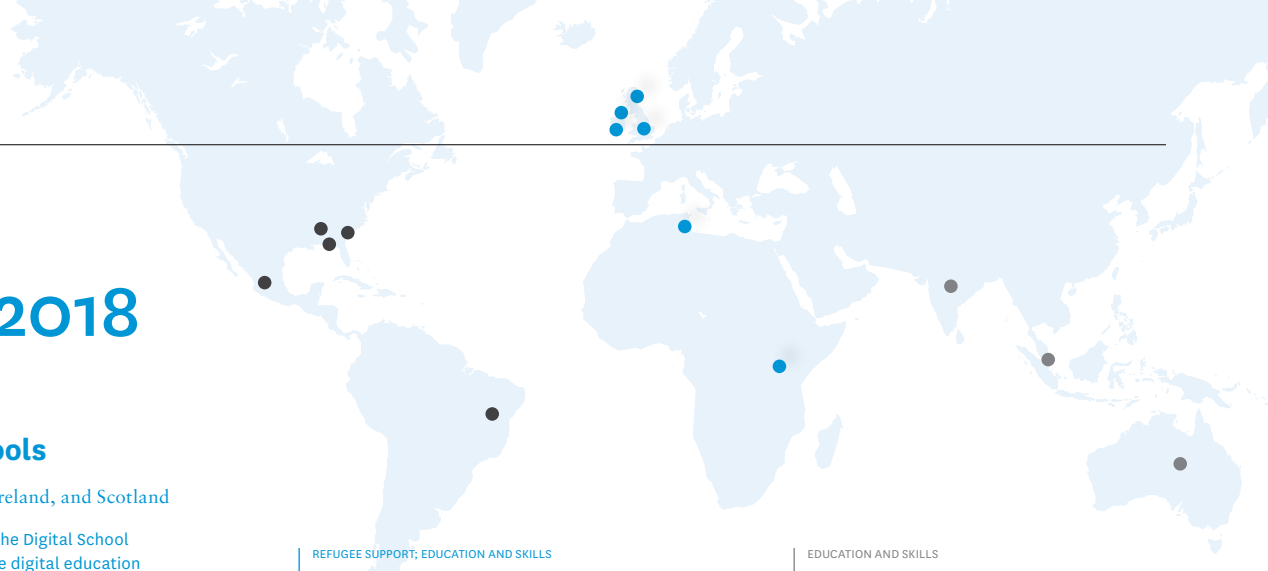 2018
ools
reland, and Scotland
he Digital School
e digital education
REFUGEE SUPPORT; EDUCATION AND SKILLS
EDUCATION AND SKILLS